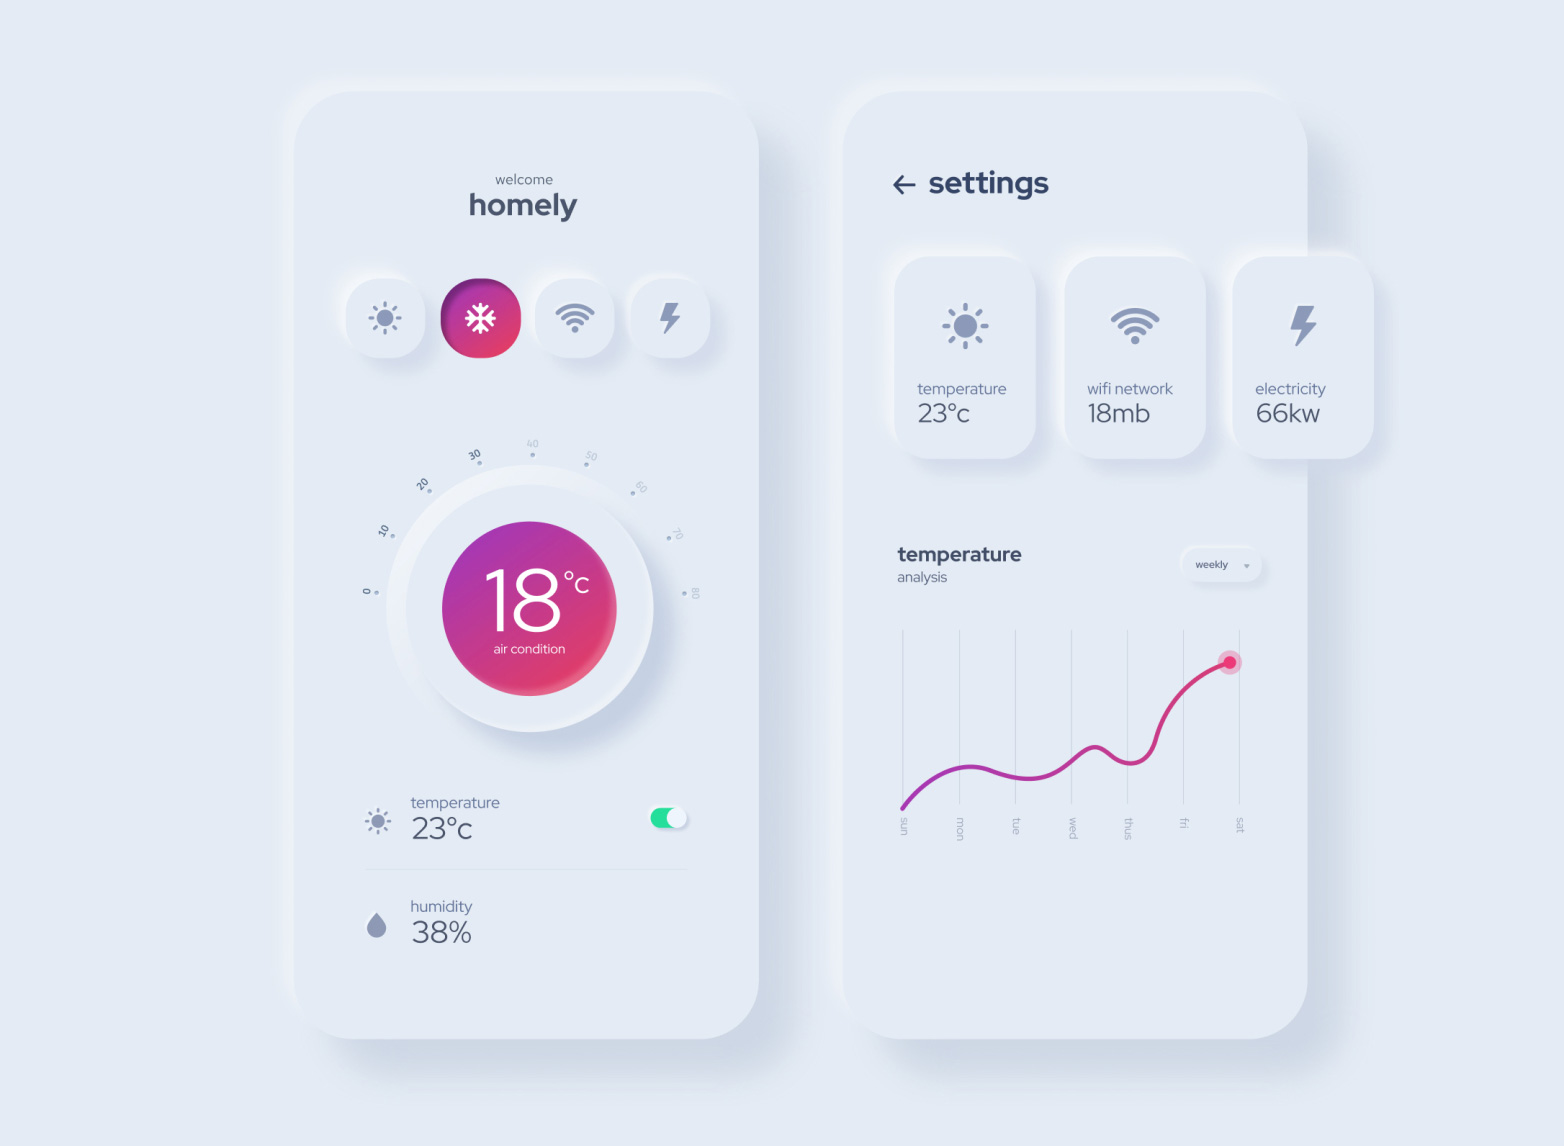 welcome
homely
0
10
20
30
40
50
60
70
80
18°c
air condition
temperature
23°c
humidity
38%
settings
temperature
23°c
wifi network
18mb
electricity
66kw
temperature
analysis
weekly
sun
mon
tue
wed
thus
fri
sat